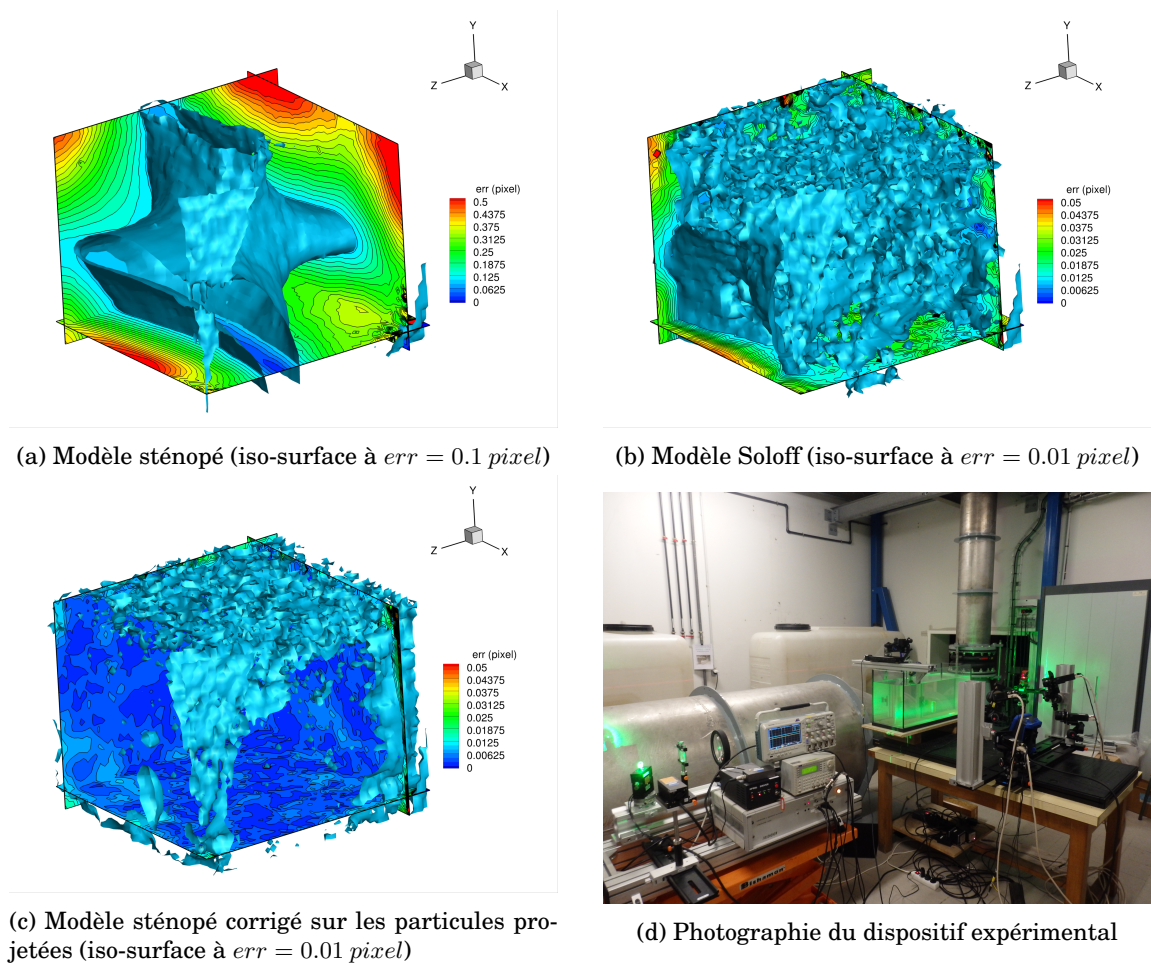 Y
Z
X
err (pixel)
0.5
0.4375
0.375
0.3125
0.25
0.1875
0.125
0.0625
0
(a) Modèle sténopé (iso-surface à err = 0.1 pixel)
Y
Z
X
err (pixel)
0.05
0.04375
0.0375
0.03125
0.025
0.01875
0.0125
0.00625
0
(b) Modèle Soloff (iso-surface à err = 0.01 pixel)
Y
Z
X
err (pixel)
0.05
0.04375
0.0375
0.03125
0.025
0.01875
0.0125
0.00625
0
(c) Modèle sténopé corrigé sur les particules pro-
jetées (iso-surface à err = 0.01 pixel)
(d) Photographie du dispositif expérimental